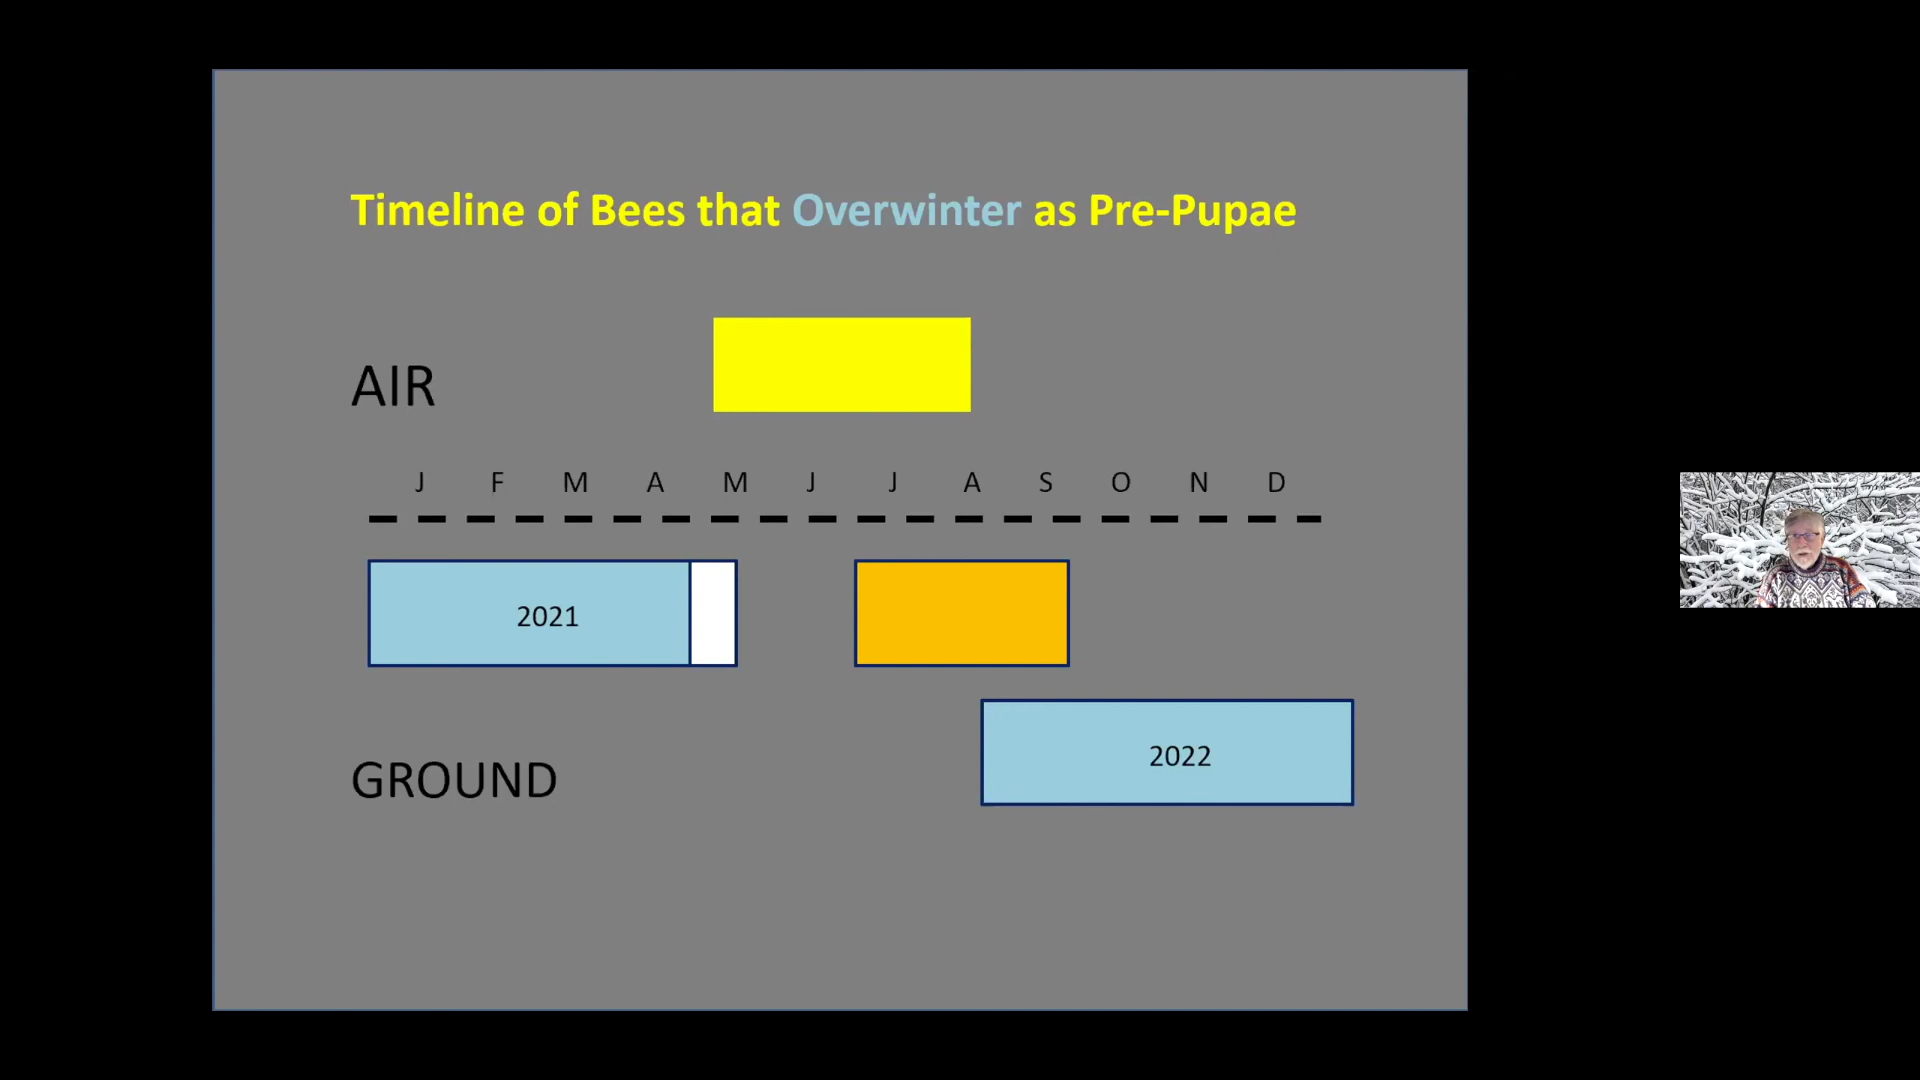 Timeline of Bees that Overwinter as Pre-Pupae
AIR
J F M A M J J A S O N D
2021
2022
GROUND